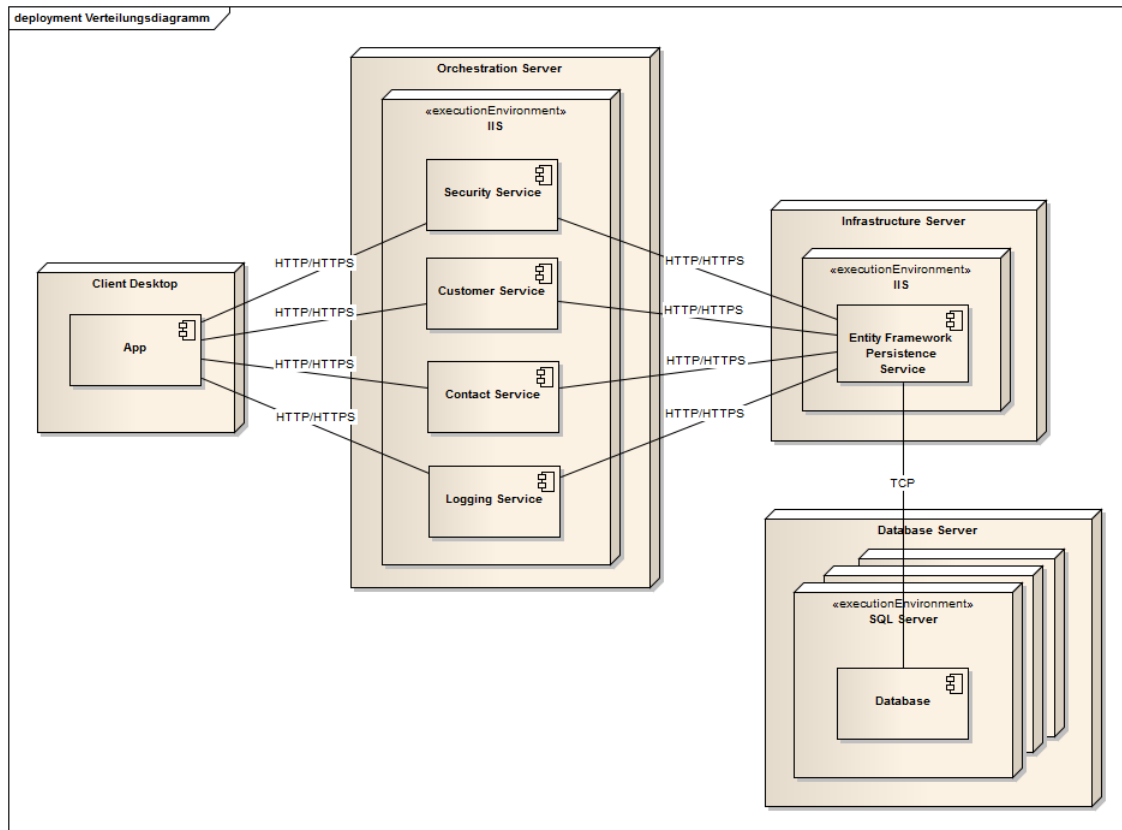 deployment Verteilungsdiagramm
Orchestration Server
«executionEnvironment»
IIS
Security Service
Customer Service
Contact Service
Logging Service
Client Desktop
App
HTTP/HTTPS
HTTP/HTTPS
HTTP/HTTPS
HTTP/HTTPS
HTTP/HTTPS
HTTP/HTTPS
HTTP/HTTPS
HTTP/HTTPS
Infrastructure Server
«executionEnvironment»
IIS
Entity Framework
Persistence
Service
TCP
Database Server
«executionEnvironment»
SQL Server
Database